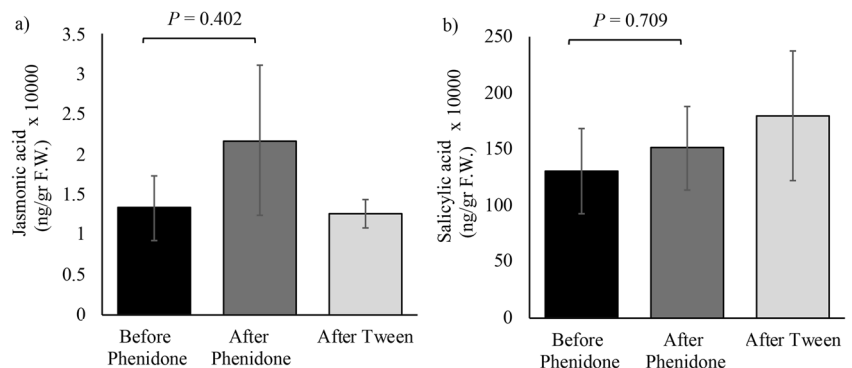 a)
P = 0.402
Jasmonic acid
(ng/gr F.W.)
x 10000
3.5
3
2.5
2
1.5
1
0.5
0
Before
Phenidone
After
Phenidone
After Tween
b)
P = 0.709
Salicylic acid
(ng/gr F.W.)
x 10000
250
200
150
100
50
0
Before
Phenidone
After
Phenidone
After Tween